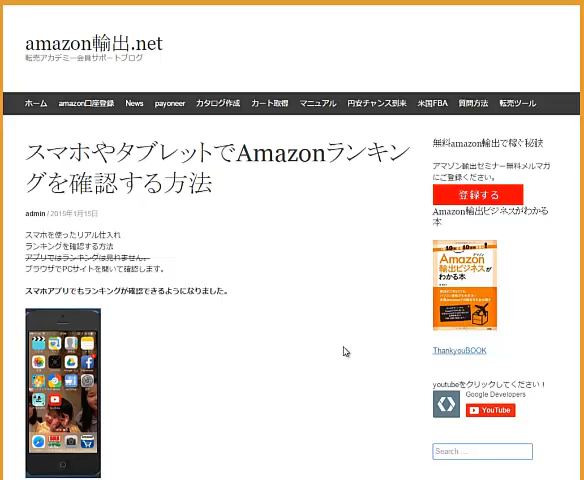 amazon輸出.net
転売アカデミー会員サポートブログ
ホーム amazon口座登録 News payoneer カタログ作成 カート取得 マニュアル 円安チャンス到来 米国FBA 質問方法 転売ツール
スマホやタブレットでAmazonランキン
グを確認する方法
admin / 2015年1月15日
スマホを使ったリアル仕入れ
ランキングを確認する方法
アプリではランキングは見れません。
ブラウザでPCサイトを開いて確認します。
スマホアプリでもランキングが確認できるようになりました。
無料amazon輸出で稼ぐ秘訣
アマゾン輸出セミナー無料メルマガ
にご登録ください。
登録する
Amazon輸出ビジネスがわかる
本
Amazon
輸出ビジネスが
わかる本
ThankyouBOOK
youtubeをクリックしてください！
Google Developers
YouTube
Search …